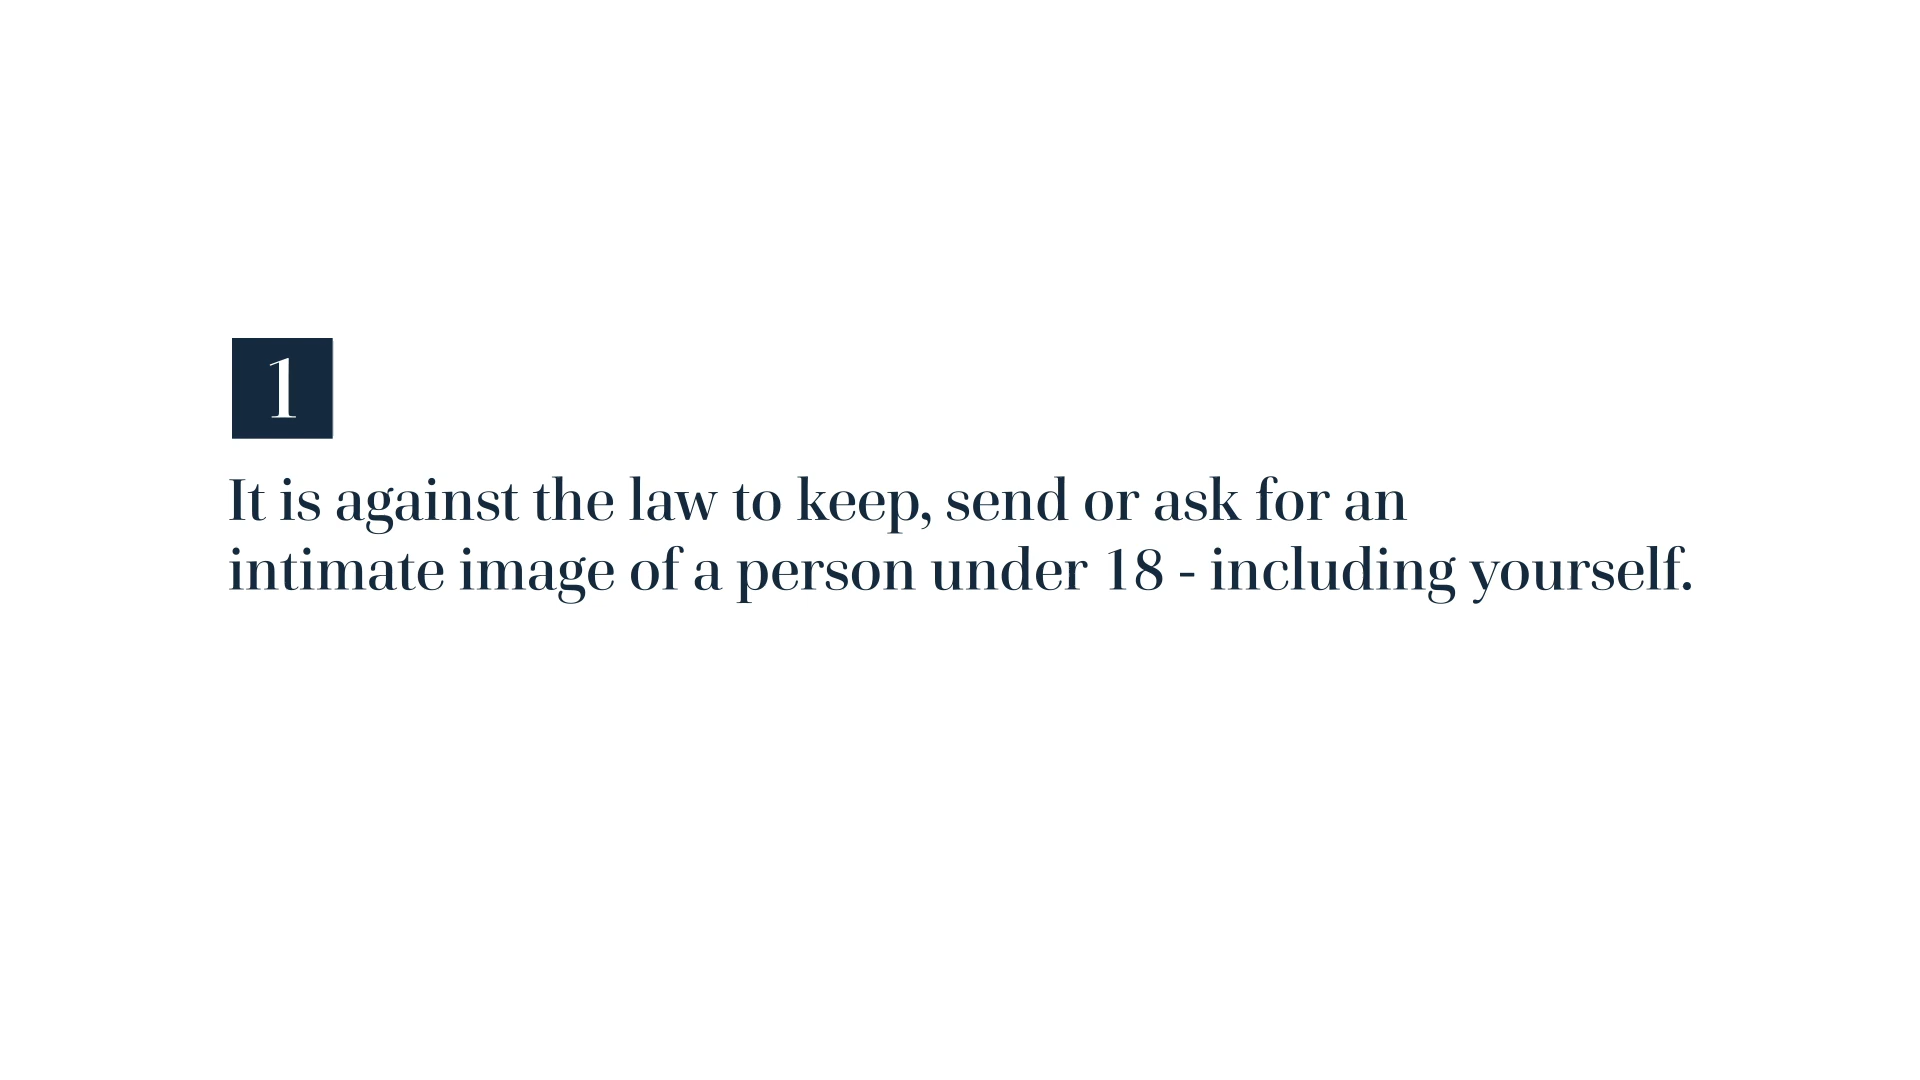 1
It is against the law to keep, send or ask for an
intimate image of a person under 18 - including yourself.